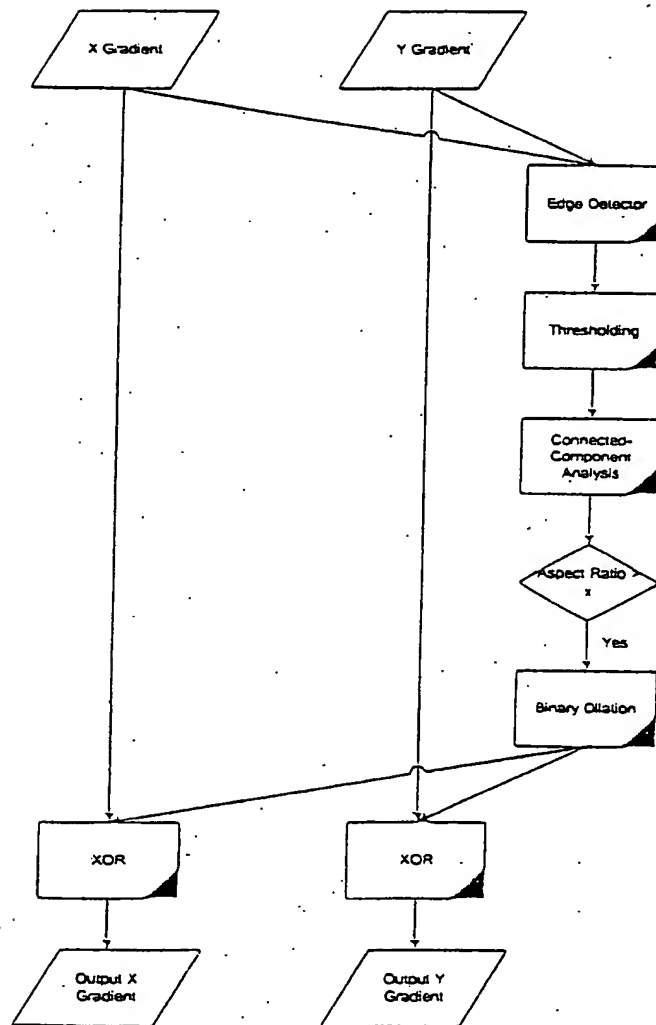 X Gradient
Y Gradient
Edge Detector
Thresholding
Connected-
Component
Analysis
Aspect Ratio >
x
Yes
Binary Dilation
XOR
XOR
Output X
Gradient
Output Y
Gradient